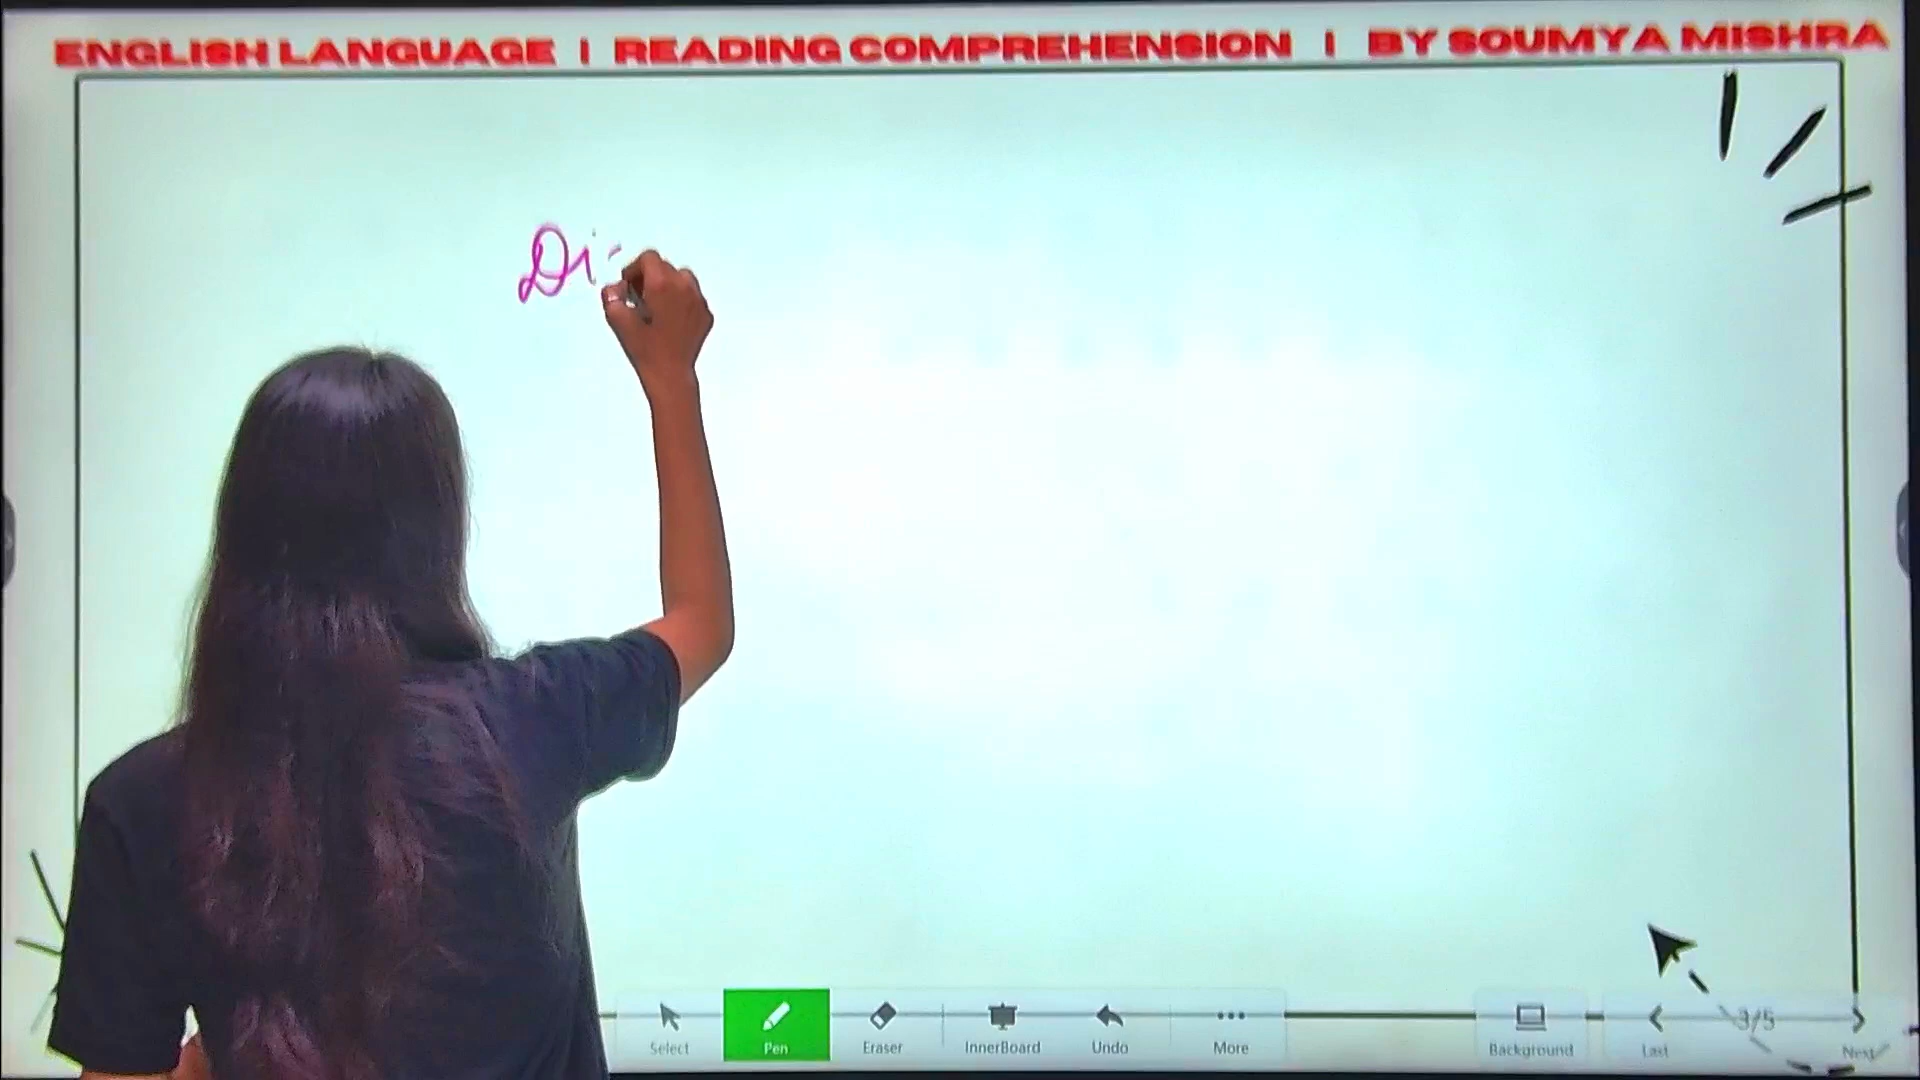 ENGLISH LANGUAGE | READING COMPREHENSION | BY SOUMYA MISHRA
Di
Select Pen Eraser InnerBoard Undo More Background Last 3/5 Next